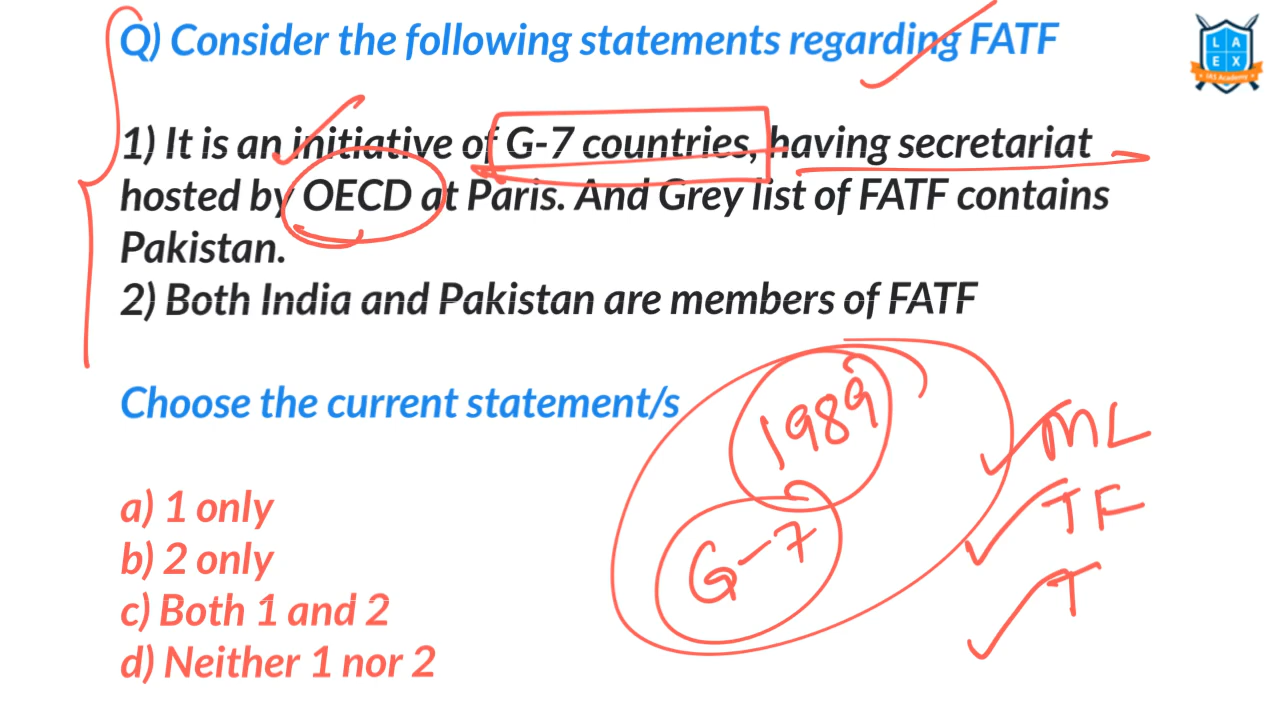 Q) Consider the following statements regarding FATF
1) It is an initiative of G-7 countries, having secretariat
hosted by OECD at Paris. And Grey list of FATF contains
Pakistan.
2) Both India and Pakistan are members of FATF
Choose the current statement/s
a) 1 only
b) 2 only
c) Both 1 and 2
d) Neither 1 nor 2
1989
G-7
ML
TF
T
L A
E X
IAS Academy